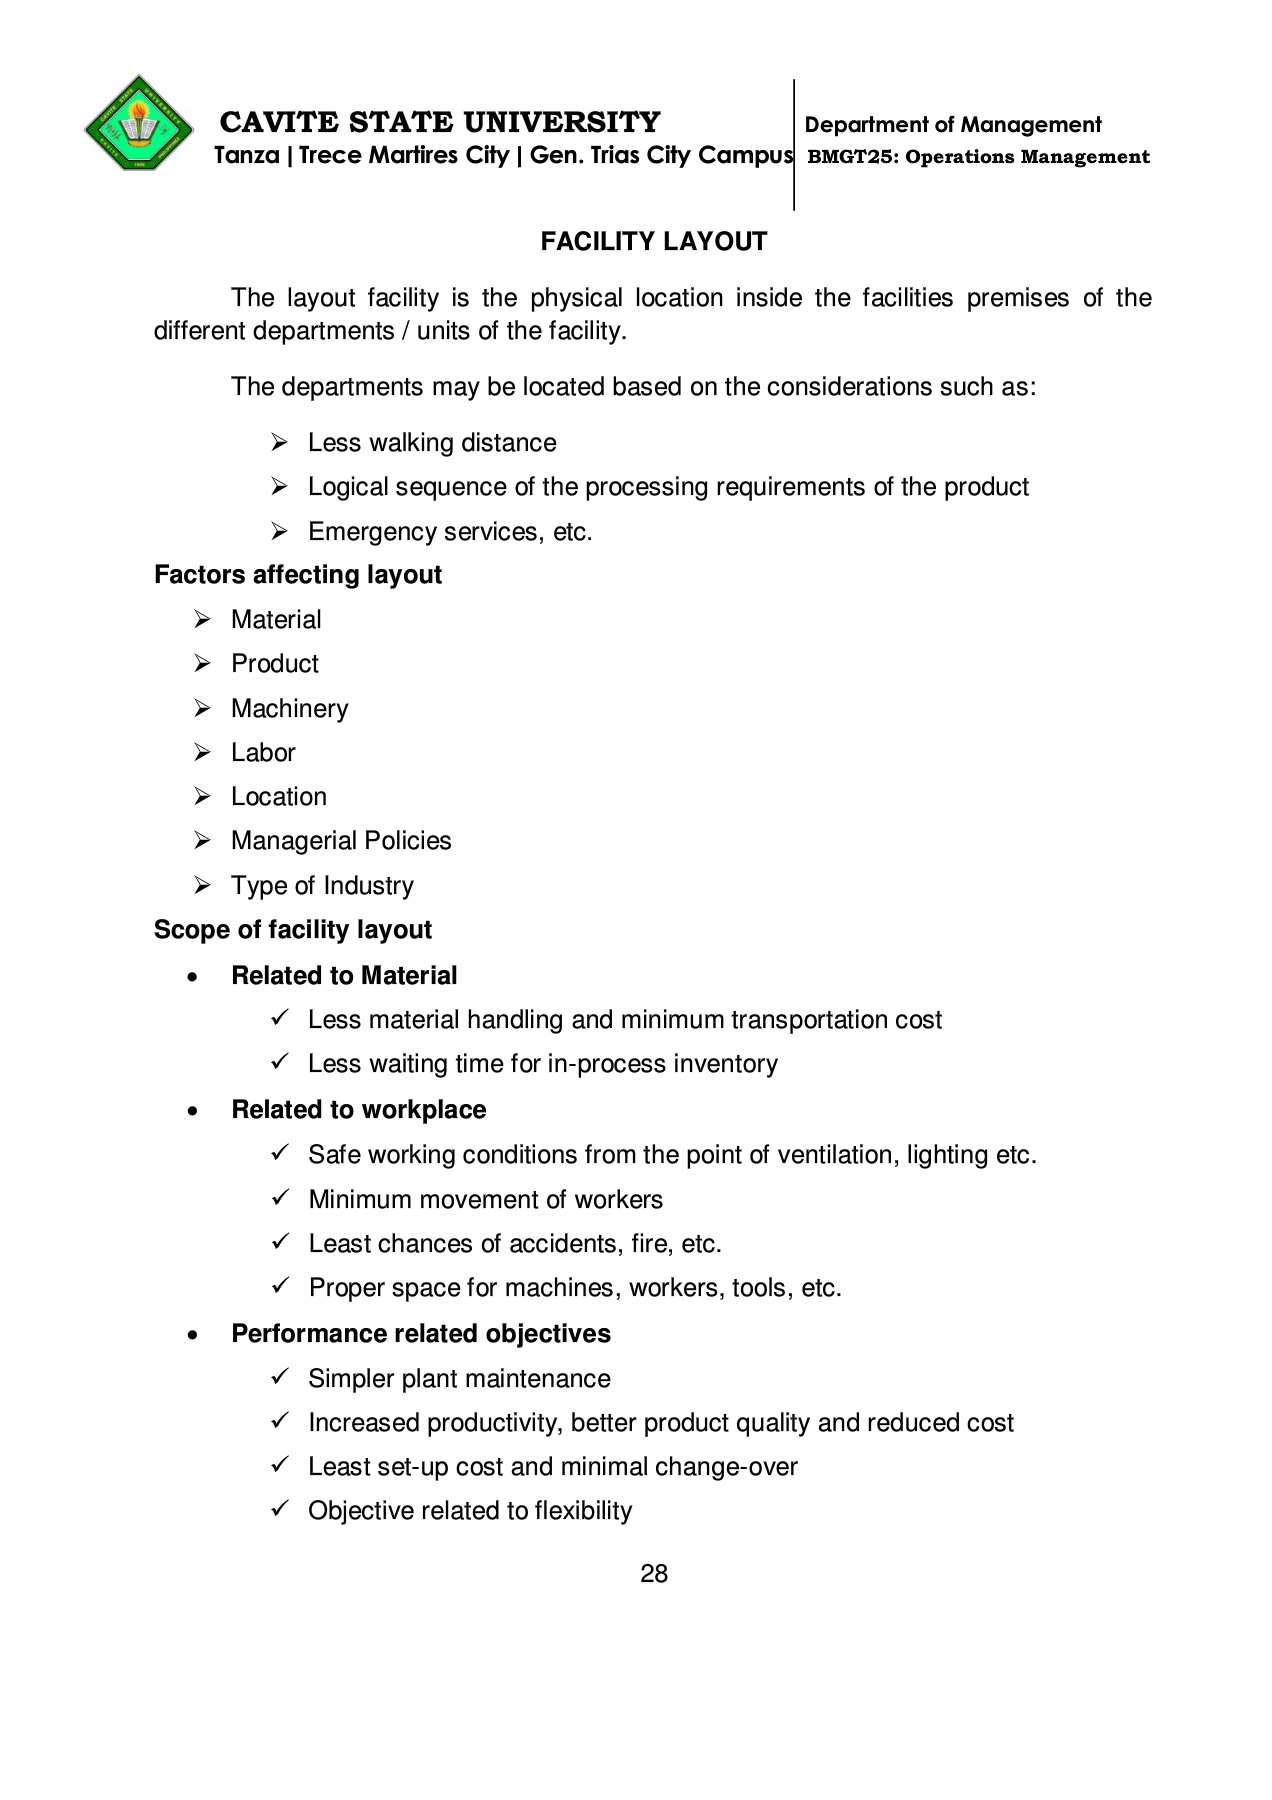 CAVITE STATE UNIVERSITY
Tanza | Trece Martires City | Gen. Trias City Campus
Department of Management
BMGT25: Operations Management
FACILITY LAYOUT
The layout facility is the physical location inside the facilities premises of the
different departments / units of the facility.
The departments may be located based on the considerations such as:
➢ Less walking distance
➢ Logical sequence of the processing requirements of the product
➢ Emergency services, etc.
Factors affecting layout
➢ Material
➢ Product
➢ Machinery
➢ Labor
➢ Location
➢ Managerial Policies
➢ Type of Industry
Scope of facility layout
• Related to Material
✓ Less material handling and minimum transportation cost
✓ Less waiting time for in-process inventory
• Related to workplace
✓ Safe working conditions from the point of ventilation, lighting etc.
✓ Minimum movement of workers
✓ Least chances of accidents, fire, etc.
✓ Proper space for machines, workers, tools, etc.
• Performance related objectives
✓ Simpler plant maintenance
✓ Increased productivity, better product quality and reduced cost
✓ Least set-up cost and minimal change-over
✓ Objective related to flexibility
28